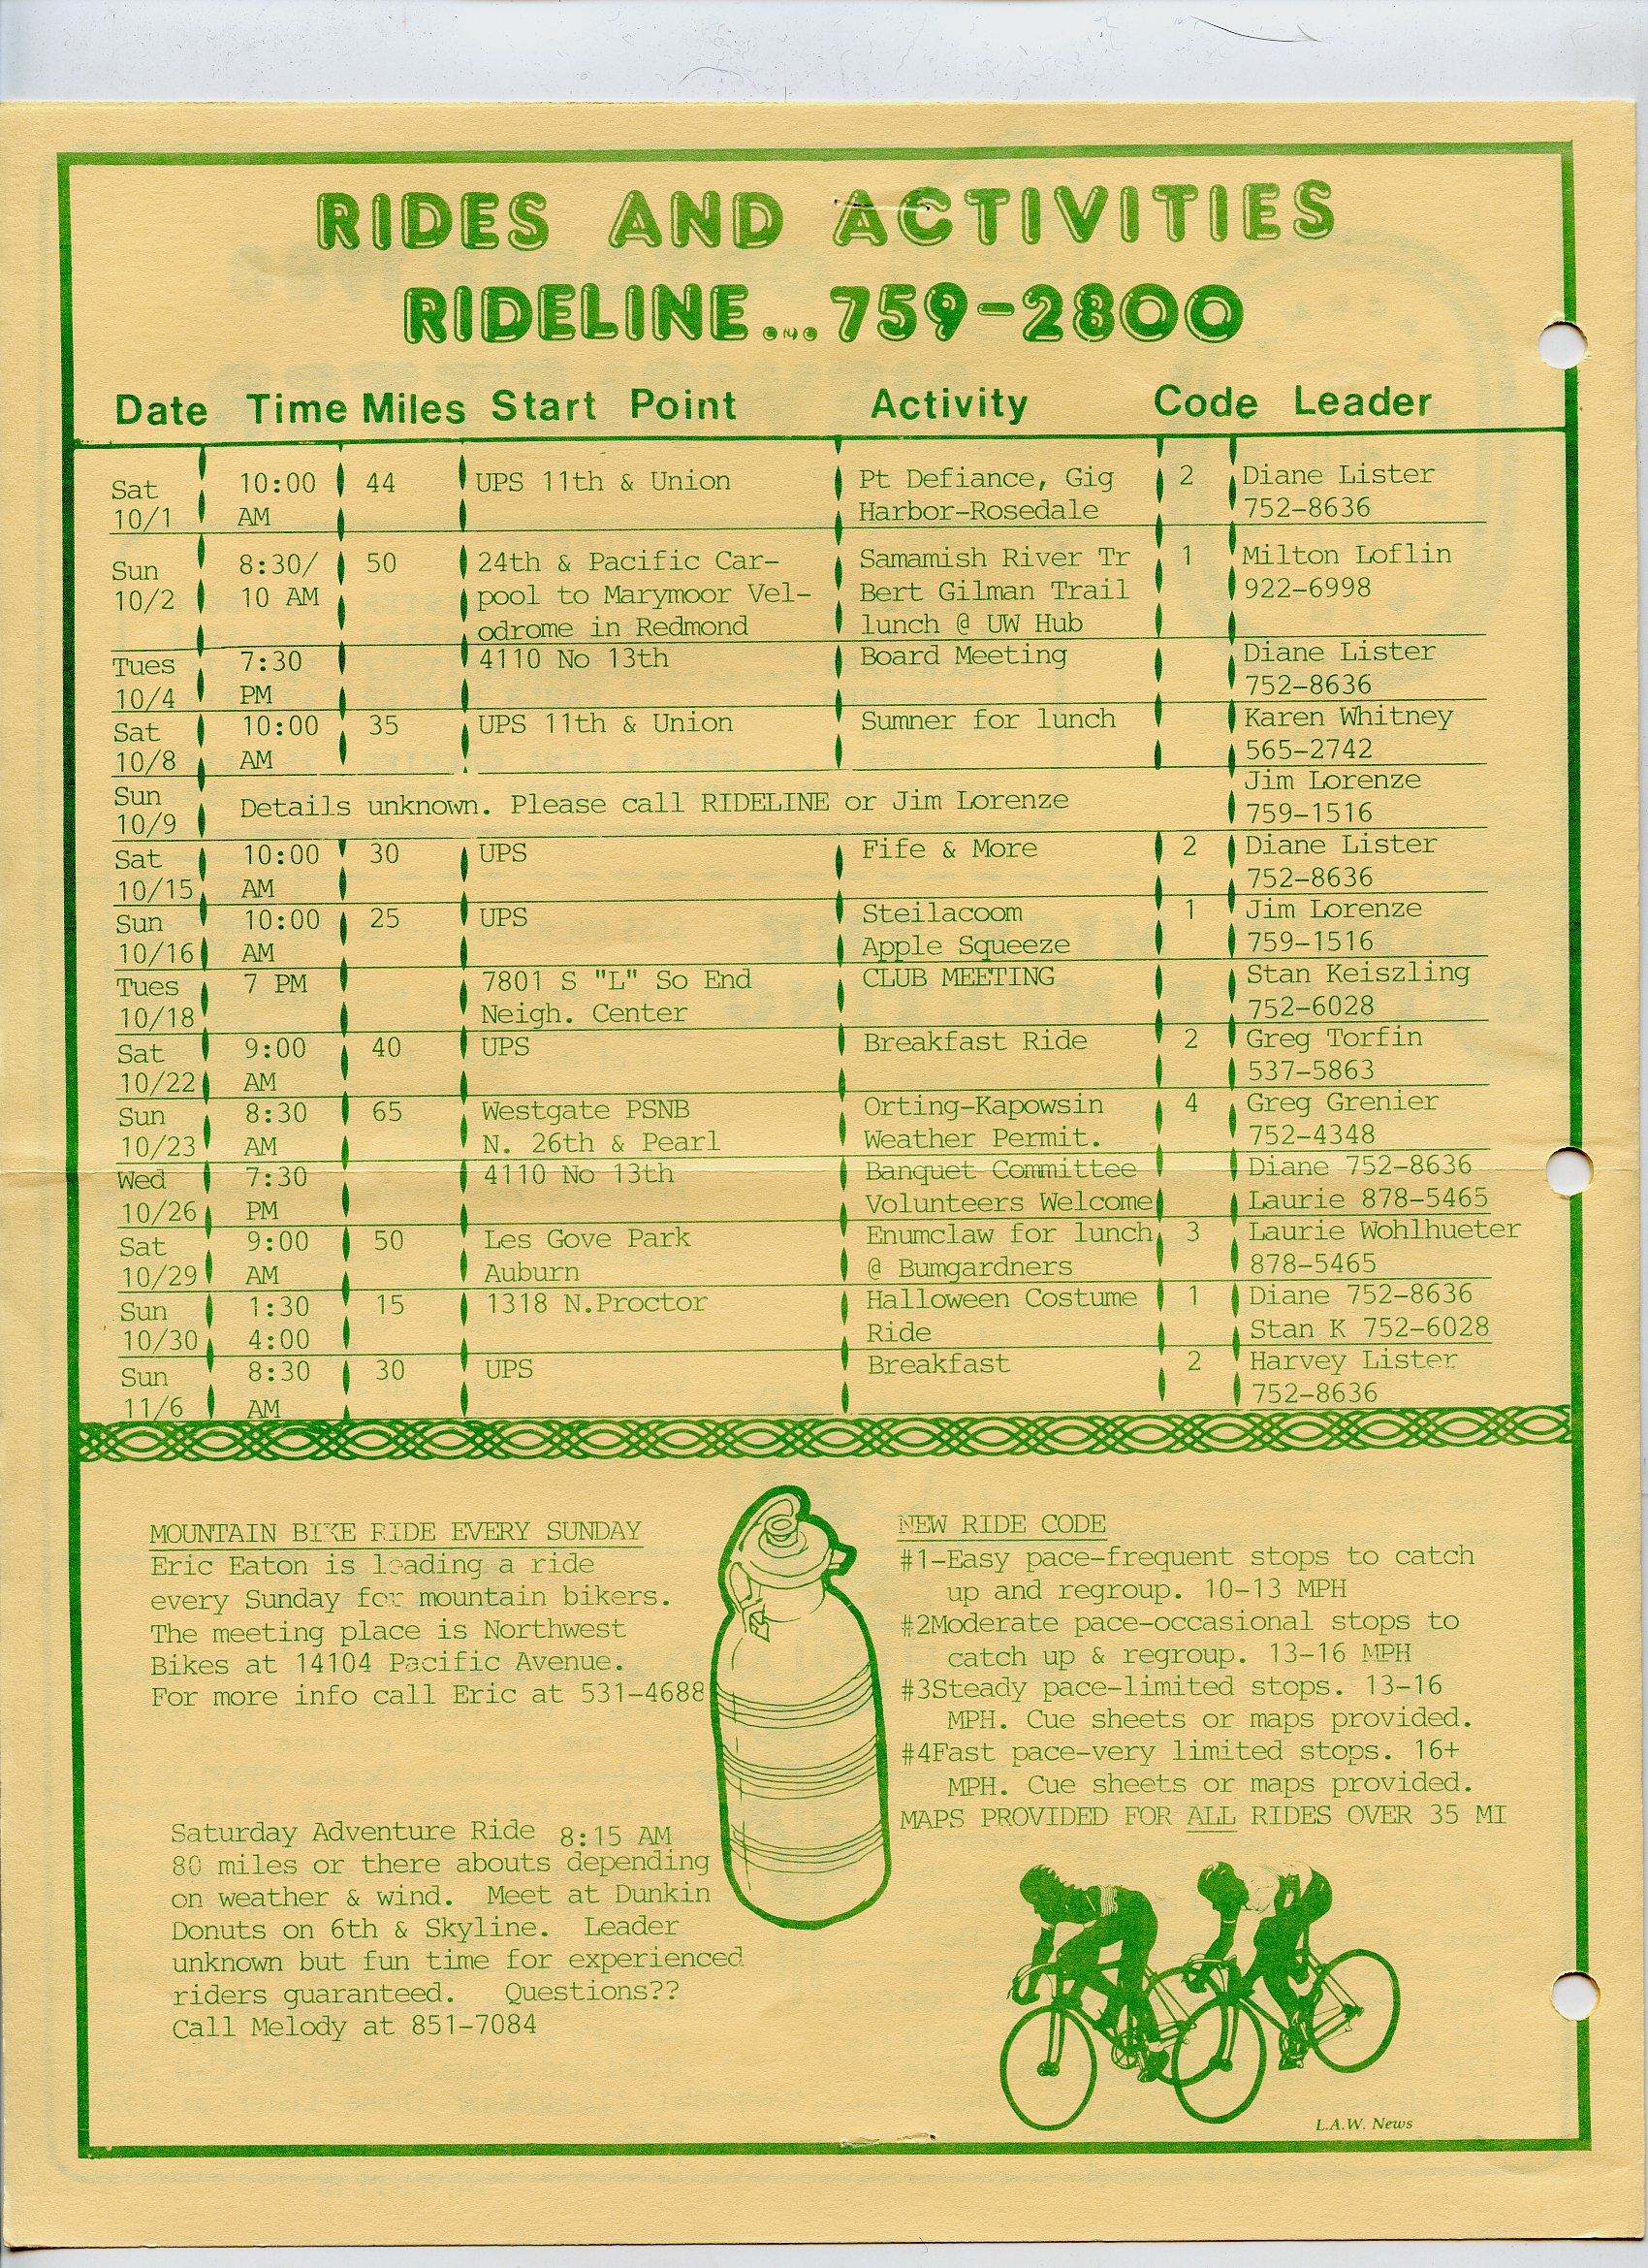 RIDES AND ACTIVITIES
RIDELINE...759-2800
Date Time Miles Start Point Activity Code Leader
Sat 10:00 44 UPS 11th & Union Pt Defiance, Gig 2 Diane Lister
10/1 AM Harbor-Rosedale 752-8636
Sun 8:30/ 50 24th & Pacific Car- Samamish River Tr 1 Milton Loflin
10/2 10 AM pool to Marymoor Vel- Bert Gilman Trail 922-6998
odrome in Redmond lunch @ UW Hub
Tues 7:30 4110 No 13th Board Meeting Diane Lister
10/4 PM 752-8636
Sat 10:00 35 UPS 11th & Union Sumner for lunch Karen Whitney
10/8 AM 565-2742
Sun Details unknown. Please call RIDELINE or Jim Lorenze Jim Lorenze
10/9 759-1516
Sat 10:00 30 UPS Fife & More 2 Diane Lister
10/15 AM 752-8636
Sun 10:00 25 UPS Steilacoom 1 Jim Lorenze
10/16 AM Apple Squeeze 759-1516
Tues 7 PM 7801 S "L" So End CLUB MEETING Stan Keiszling
10/18 Neigh. Center 752-6028
Sat 9:00 40 UPS Breakfast Ride 2 Greg Torfin
10/22 AM 537-5863
Sun 8:30 65 Westgate PSNB Orting-Kapowsin 4 Greg Grenier
10/23 AM N. 26th & Pearl Weather Permit. 752-4348
Wed 7:30 4110 No 13th Banquet Committee Diane 752-8636
10/26 PM Volunteers Welcome Laurie 878-5465
Sat 9:00 50 Les Gove Park Enumclaw for lunch 3 Laurie Wohlhueter
10/29 AM Auburn @ Bumgardners 878-5465
Sun 1:30 15 1318 N.Proctor Halloween Costume 1 Diane 752-8636
10/30 4:00 Ride Stan K 752-6028
Sun 8:30 30 UPS Breakfast 2 Harvey Lister
11/6 AM 752-8636
MOUNTAIN BIKE RIDE EVERY SUNDAY
Eric Eaton is leading a ride
every Sunday for mountain bikers.
The meeting place is Northwest
Bikes at 14104 Pacific Avenue.
For more info call Eric at 531-4688
Saturday Adventure Ride 8:15 AM
80 miles or there abouts depending
on weather & wind. Meet at Dunkin
Donuts on 6th & Skyline. Leader
unknown but fun time for experienced
riders guaranteed. Questions??
Call Melody at 851-7084
NEW RIDE CODE
#1-Easy pace-frequent stops to catch
up and regroup. 10-13 MPH
#2Moderate pace-occasional stops to
catch up & regroup. 13-16 MPH
#3Steady pace-limited stops. 13-16
MPH. Cue sheets or maps provided.
#4Fast pace-very limited stops. 16+
MPH. Cue sheets or maps provided.
MAPS PROVIDED FOR ALL RIDES OVER 35 MI
L.A.W. News